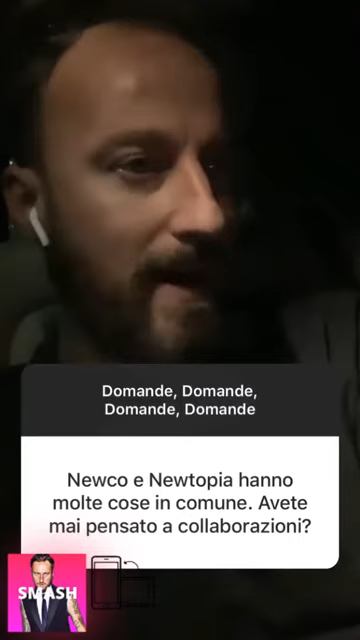 Domande, Domande,
Domande, Domande
Newco e Newtopia hanno
molte cose in comune. Avete
mai pensato a collaborazioni?
SMASH